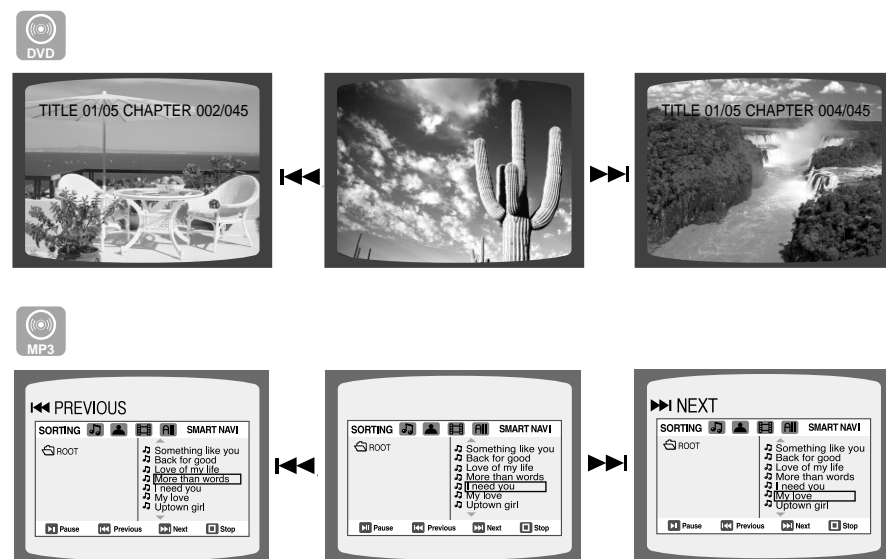 DVD
TITLE 01/05 CHAPTER 002/045
TITLE 01/05 CHAPTER 004/045
MP3
PREVIOUS
SORTING All SMART NAVI
ROOT
Something like you
Back for good
Love of my life
More than words
I need you
My love
Uptown girl
Pause Previous Next Stop
SORTING All SMART NAVI
ROOT
Something like you
Back for good
Love of my life
More than words
I need you
My love
Uptown girl
Pause Previous Next Stop
NEXT
SORTING All SMART NAVI
ROOT
Something like you
Back for good
Love of my life
More than words
I need you
My love
Uptown girl
Pause Previous Next Stop